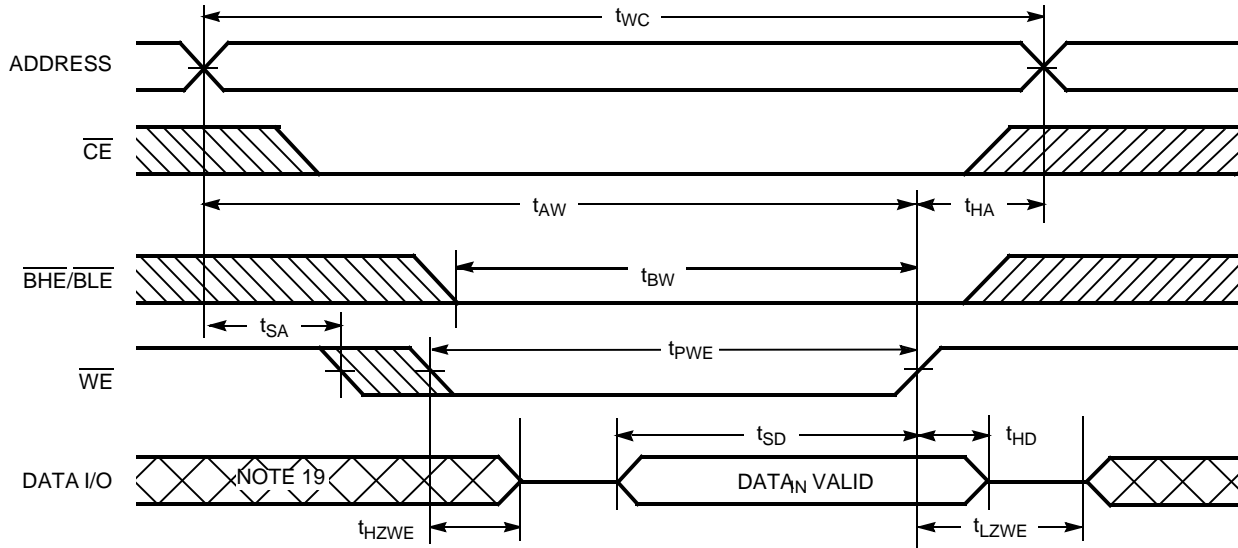 tWC
ADDRESS
CE
tAW
tHA
BHE/BLE
tBW
tSA
tPWE
WE
tSD
tHD
DATA I/O
NOTE 19
DATAIN VALID
tHZWE
tLZWE